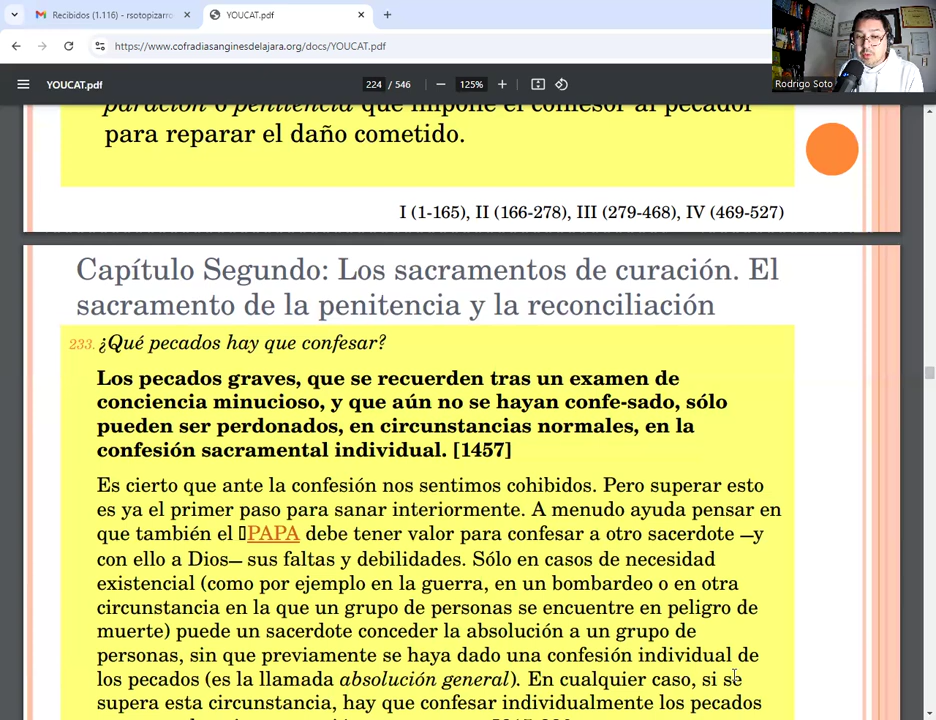 Recibidos (1.116) - rsotopizarro
YOUCAT.pdf
https://www.cofradiasanginesdelajara.org/docs/YOUCAT.pdf
YOUCAT.pdf
224 / 546
125%
Rodrigo Soto
paración o penitencia que impone el confesor al pecador
para reparar el daño cometido.
I (1-165), II (166-278), III (279-468), IV (469-527)
Capítulo Segundo: Los sacramentos de curación. El
sacramento de la penitencia y la reconciliación
233. ¿Qué pecados hay que confesar?
Los pecados graves, que se recuerden tras un examen de
conciencia minucioso, y que aún no se hayan confe-sado, sólo
pueden ser perdonados, en circunstancias normales, en la
confesión sacramental individual. [1457]
Es cierto que ante la confesión nos sentimos cohibidos. Pero superar esto
es ya el primer paso para sanar interiormente. A menudo ayuda pensar en
que también el PAPA debe tener valor para confesar a otro sacerdote —y
con ello a Dios— sus faltas y debilidades. Sólo en casos de necesidad
existencial (como por ejemplo en la guerra, en un bombardeo o en otra
circunstancia en la que un grupo de personas se encuentre en peligro de
muerte) puede un sacerdote conceder la absolución a un grupo de
personas, sin que previamente se haya dado una confesión individual de
los pecados (es la llamada absolución general). En cualquier caso, si se
supera esta circunstancia, hay que confesar individualmente los pecados